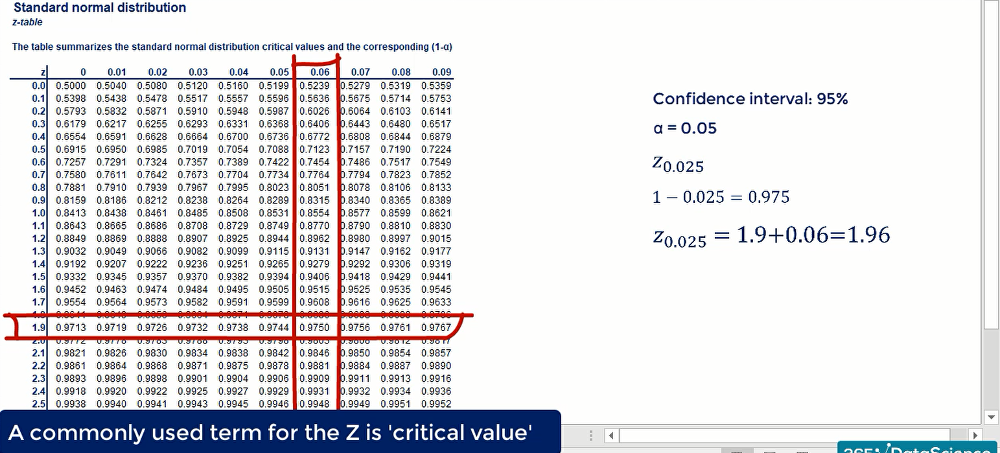 Standard normal distribution
z-table
The table summarizes the standard normal distribution critical values and the corresponding (1-α)
z 0 0.01 0.02 0.03 0.04 0.05 0.06 0.07 0.08 0.09
0.0 0.5000 0.5040 0.5080 0.5120 0.5160 0.5199 0.5239 0.5279 0.5319 0.5359
0.1 0.5398 0.5438 0.5478 0.5517 0.5557 0.5596 0.5636 0.5675 0.5714 0.5753
0.2 0.5793 0.5832 0.5871 0.5910 0.5948 0.5987 0.6026 0.6064 0.6103 0.6141
0.3 0.6179 0.6217 0.6255 0.6293 0.6331 0.6368 0.6406 0.6443 0.6480 0.6517
0.4 0.6554 0.6591 0.6628 0.6664 0.6700 0.6736 0.6772 0.6808 0.6844 0.6879
0.5 0.6915 0.6950 0.6985 0.7019 0.7054 0.7088 0.7123 0.7157 0.7190 0.7224
0.6 0.7257 0.7291 0.7324 0.7357 0.7389 0.7422 0.7454 0.7486 0.7517 0.7549
0.7 0.7580 0.7611 0.7642 0.7673 0.7704 0.7734 0.7764 0.7794 0.7823 0.7852
0.8 0.7881 0.7910 0.7939 0.7967 0.7995 0.8023 0.8051 0.8078 0.8106 0.8133
0.9 0.8159 0.8186 0.8212 0.8238 0.8264 0.8289 0.8315 0.8340 0.8365 0.8389
1.0 0.8413 0.8438 0.8461 0.8485 0.8508 0.8531 0.8554 0.8577 0.8599 0.8621
1.1 0.8643 0.8665 0.8686 0.8708 0.8729 0.8749 0.8770 0.8790 0.8810 0.8830
1.2 0.8849 0.8869 0.8888 0.8907 0.8925 0.8944 0.8962 0.8980 0.8997 0.9015
1.3 0.9032 0.9049 0.9066 0.9082 0.9099 0.9115 0.9131 0.9147 0.9162 0.9177
1.4 0.9192 0.9207 0.9222 0.9236 0.9251 0.9265 0.9279 0.9292 0.9306 0.9319
1.5 0.9332 0.9345 0.9357 0.9370 0.9382 0.9394 0.9406 0.9418 0.9429 0.9441
1.6 0.9452 0.9463 0.9474 0.9484 0.9495 0.9505 0.9515 0.9525 0.9535 0.9545
1.7 0.9554 0.9564 0.9573 0.9582 0.9591 0.9599 0.9608 0.9616 0.9625 0.9633
1.9 0.9713 0.9719 0.9726 0.9732 0.9738 0.9744 0.9750 0.9756 0.9761 0.9767
2.0 0.9772 0.9778 0.9783 0.9788 0.9793 0.9798 0.9803 0.9808 0.9812 0.9817
2.1 0.9821 0.9826 0.9830 0.9834 0.9838 0.9842 0.9846 0.9850 0.9854 0.9857
2.2 0.9861 0.9864 0.9868 0.9871 0.9875 0.9878 0.9881 0.9884 0.9887 0.9890
2.3 0.9893 0.9896 0.9898 0.9901 0.9904 0.9906 0.9909 0.9911 0.9913 0.9916
2.4 0.9918 0.9920 0.9922 0.9925 0.9927 0.9929 0.9931 0.9932 0.9934 0.9936
2.5 0.9938 0.9940 0.9941 0.9943 0.9945 0.9946 0.9948 0.9949 0.9951 0.9952
Confidence interval: 95%
α = 0.05
z0.025
1 − 0.025 = 0.975
z0.025 = 1.9+0.06=1.96
A commonly used term for the Z is 'critical value'
365 DataScience